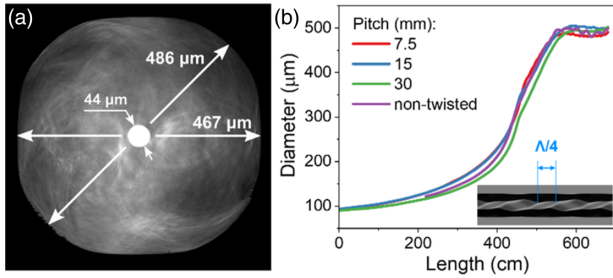 (a)
486 µm
44 µm
467 µm
(b)
Pitch (mm):
7.5
15
30
non-twisted
Λ/4
Diameter (µm)
500
400
300
200
100
0
200
400
600
Length (cm)